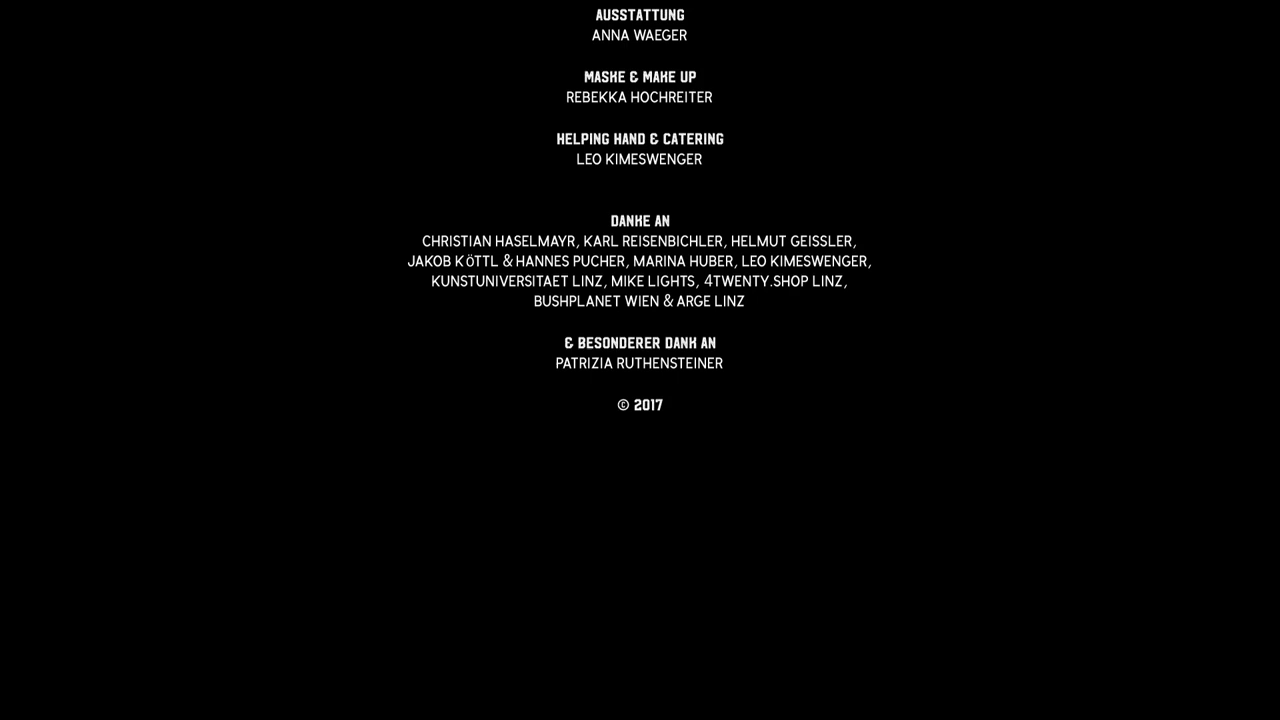 AUSSTATTUNG
ANNA WAEGER
MASKE & MAKE UP
REBEKKA HOCHREITER
HELPING HAND & CATERING
LEO KIMESWENGER
DANKE AN
CHRISTIAN HASELMAYR, KARL REISENBICHLER, HELMUT GEISSLER,
JAKOB KÖTTL & HANNES PUCHER, MARINA HUBER, LEO KIMESWENGER,
KUNSTUNIVERSITAET LINZ, MIKE LIGHTS, 4TWENTY.SHOP LINZ,
BUSHPLANET WIEN & ARGE LINZ
& BESONDERER DANK AN
PATRIZIA RUTHENSTEINER
© 2017